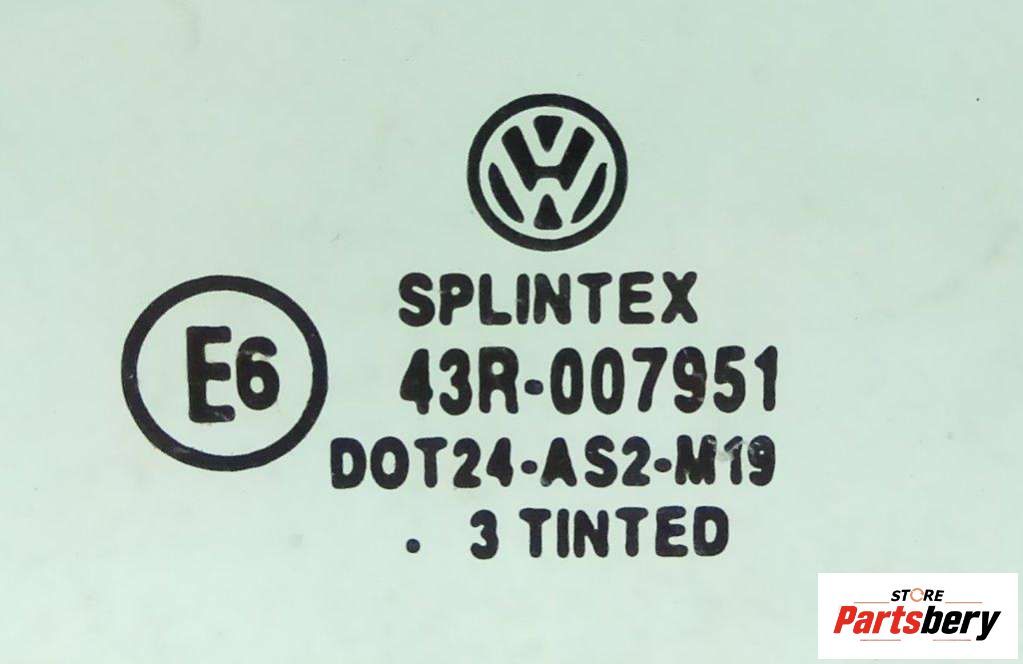 SPLINTEX
E6
43R-007951
DOT24-AS2-M19
. 3 TINTED
STORE
Partsbery